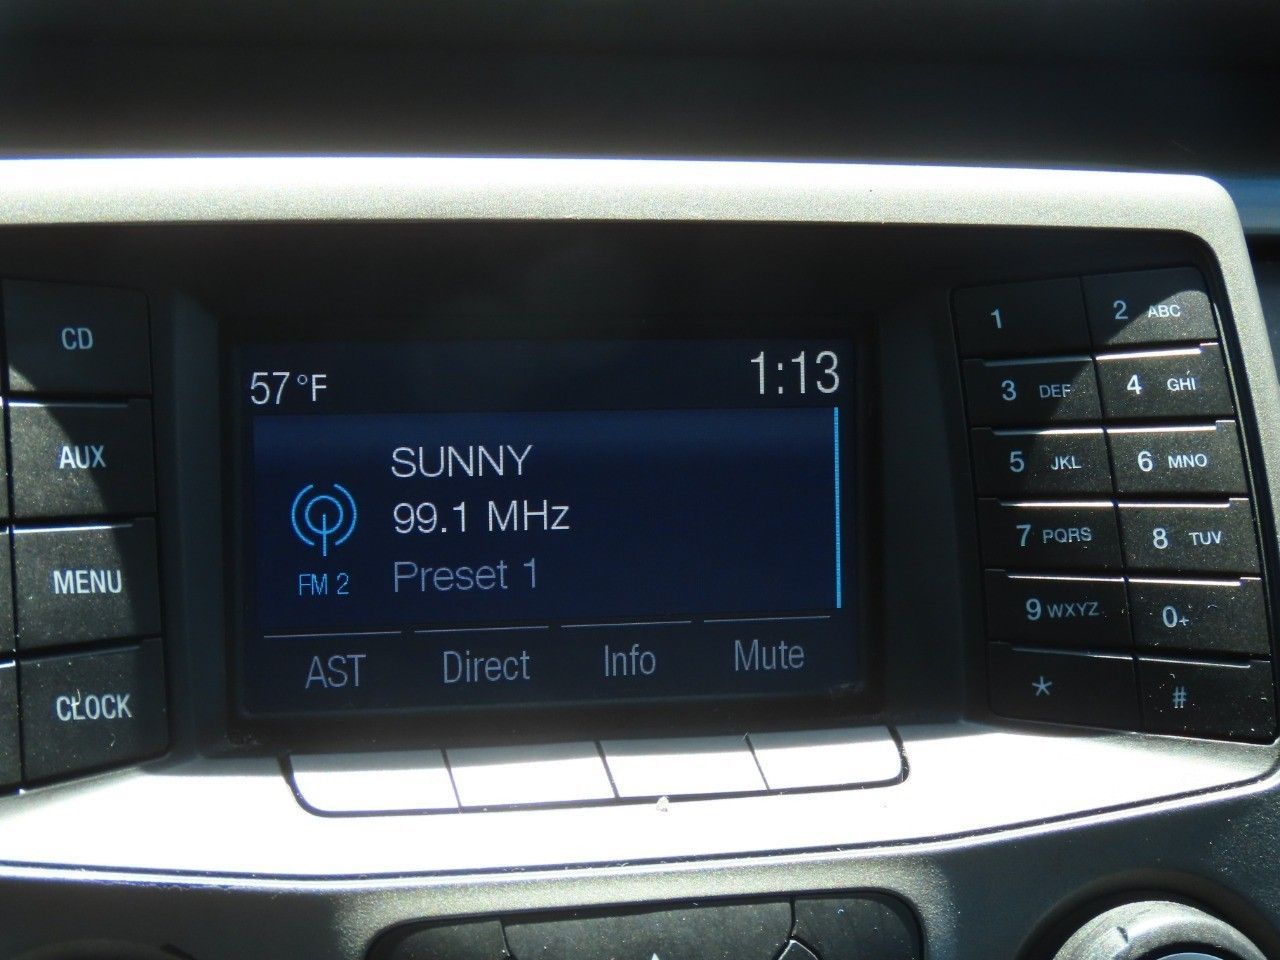 CD
AUX
MENU
CLOCK
57°F 1:13
SUNNY
99.1 MHz
FM 2 Preset 1
AST Direct Info Mute
1 2 ABC
3 DEF 4 GHI
5 JKL 6 MNO
7 PQRS 8 TUV
9 WXYZ 0+
* #